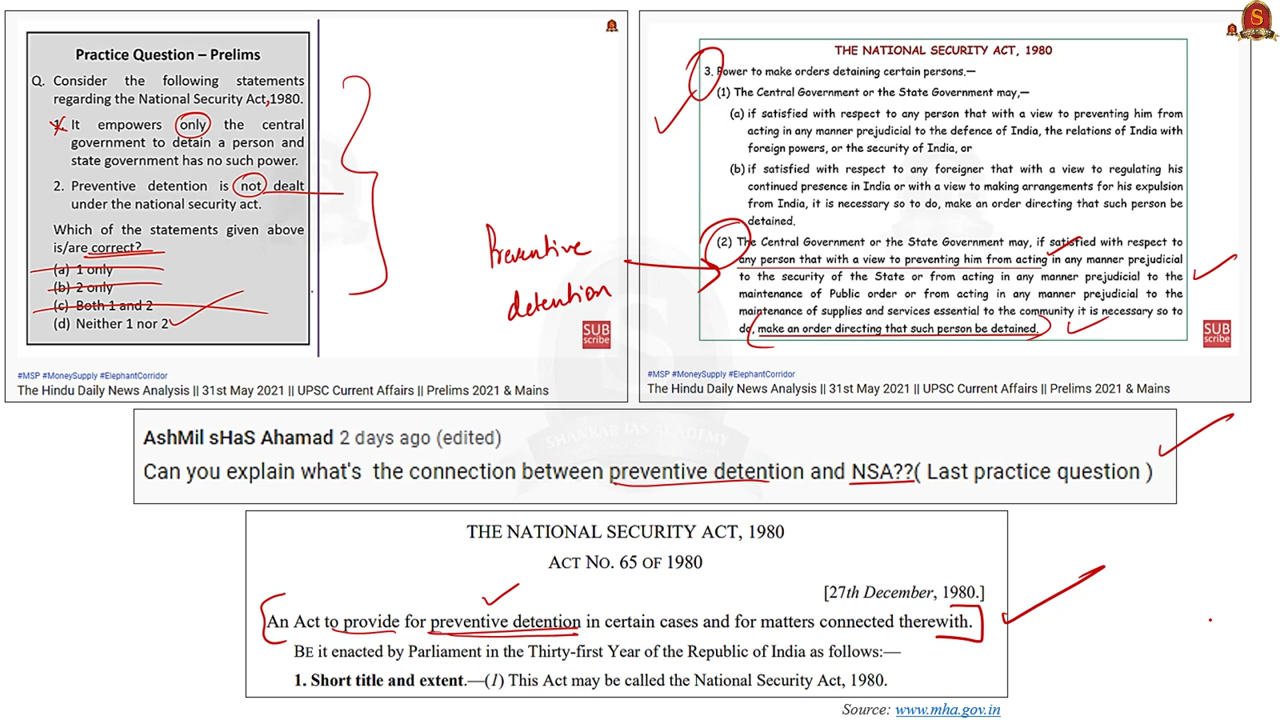 Practice Question – Prelims
Q. Consider the following statements
regarding the National Security Act,1980.
1. It empowers only the central
government to detain a person and
state government has no such power.
2. Preventive detention is not dealt
under the national security act.
Which of the statements given above
is/are correct?
(a) 1 only
(b) 2 only
(c) Both 1 and 2
(d) Neither 1 nor 2
SUB
scribe
#MSP #MoneySupply #ElephantCorridor
The Hindu Daily News Analysis || 31st May 2021 || UPSC Current Affairs || Prelims 2021 & Mains
Preventive
detention
THE NATIONAL SECURITY ACT, 1980
3. Power to make orders detaining certain persons.—
(1) The Central Government or the State Government may,—
(a) if satisfied with respect to any person that with a view to preventing him from
acting in any manner prejudicial to the defence of India, the relations of India with
foreign powers, or the security of India, or
(b) if satisfied with respect to any foreigner that with a view to regulating his
continued presence in India or with a view to making arrangements for his expulsion
from India, it is necessary so to do, make an order directing that such person be
detained.
(2) The Central Government or the State Government may, if satisfied with respect to
any person that with a view to preventing him from acting in any manner prejudicial
to the security of the State or from acting in any manner prejudicial to the
maintenance of Public order or from acting in any manner prejudicial to the
maintenance of supplies and services essential to the community it is necessary so to
do, make an order directing that such person be detained.
SUB
scribe
#MSP #MoneySupply #ElephantCorridor
The Hindu Daily News Analysis || 31st May 2021 || UPSC Current Affairs || Prelims 2021 & Mains
SHANKAR IAS ACADEMY
AshMil sHaS Ahamad 2 days ago (edited)
Can you explain what's the connection between preventive detention and NSA??( Last practice question )
THE NATIONAL SECURITY ACT, 1980
ACT NO. 65 OF 1980
[27th December, 1980.]
An Act to provide for preventive detention in certain cases and for matters connected therewith.
BE it enacted by Parliament in the Thirty-first Year of the Republic of India as follows:—
1. Short title and extent.—(1) This Act may be called the National Security Act, 1980.
Source: www.mha.gov.in